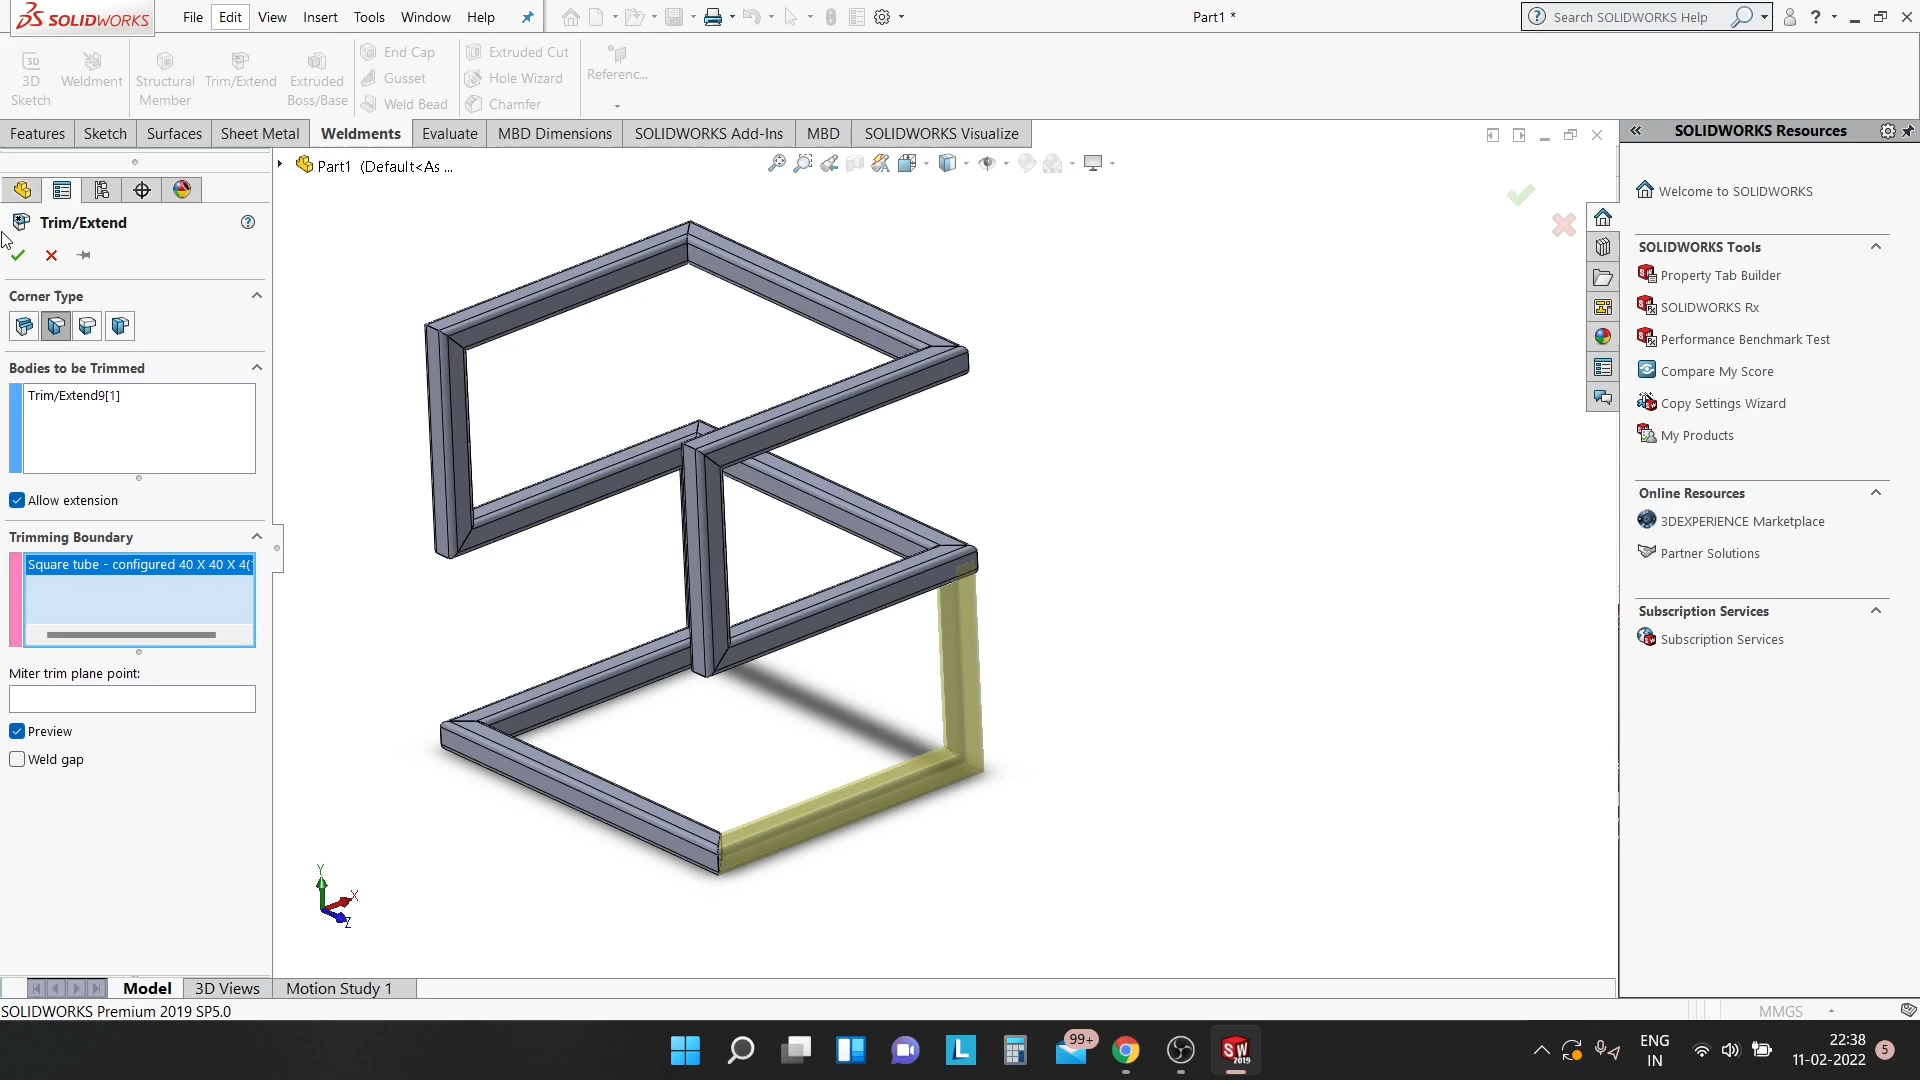 SOLIDWORKS File Edit View Insert Tools Window Help Part1 * Search SOLIDWORKS Help
3D Sketch
Weldment
Structural Member
Trim/Extend
Extruded Boss/Base
End Cap
Gusset
Weld Bead
Extruded Cut
Hole Wizard
Chamfer
Referenc...
Features Sketch Surfaces Sheet Metal Weldments Evaluate MBD Dimensions SOLIDWORKS Add-Ins MBD SOLIDWORKS Visualize
Part1 (Default<As ...
Trim/Extend
Corner Type
Bodies to be Trimmed
Trim/Extend9[1]
Allow extension
Trimming Boundary
Square tube - configured 40 X 40 X 4(
Miter trim plane point:
Preview
Weld gap
Y
X
Z
SOLIDWORKS Resources
Welcome to SOLIDWORKS
SOLIDWORKS Tools
Property Tab Builder
SOLIDWORKS Rx
Performance Benchmark Test
Compare My Score
Copy Settings Wizard
My Products
Online Resources
3DEXPERIENCE Marketplace
Partner Solutions
Subscription Services
Subscription Services
Model 3D Views Motion Study 1
SOLIDWORKS Premium 2019 SP5.0
MMGS
99+
L
SW
2019
ENG
IN
22:38
11-02-2022
5